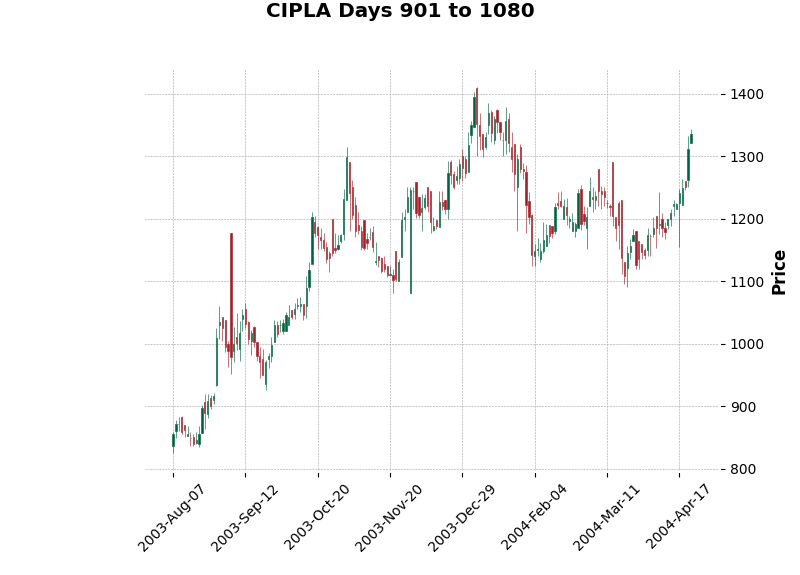 CIPLA Days 901 to 1080
1400
1300
1200
1100
1000
900
800
Price
2003-Aug-07
2003-Sep-12
2003-Oct-20
2003-Nov-20
2003-Dec-29
2004-Feb-04
2004-Mar-11
2004-Apr-17